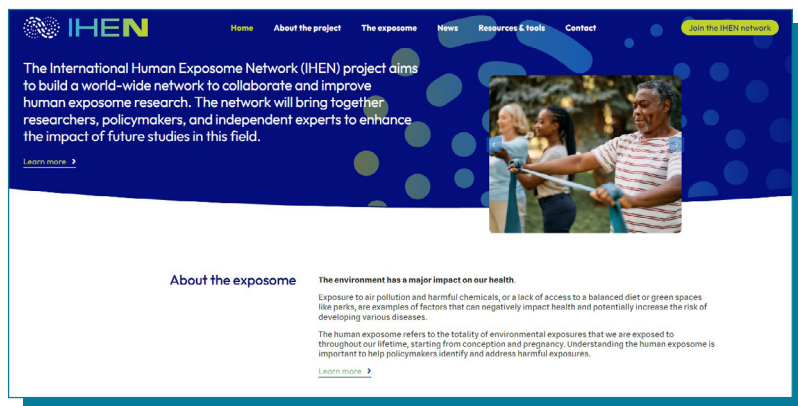 IHEN
Home
About the project
The exposome
News
Resources & tools
Contact
Join the IHEN network
The International Human Exposome Network (IHEN) project aims
to build a world-wide network to collaborate and improve
human exposome research. The network will bring together
researchers, policymakers, and independent experts to enhance
the impact of future studies in this field.
Learn more
About the exposome
The environment has a major impact on our health.
Exposure to air pollution and harmful chemicals, or a lack of access to a balanced diet or green spaces
like parks, are examples of factors that can negatively impact health and potentially increase the risk of
developing various diseases.
The human exposome refers to the totality of environmental exposures that we are exposed to
throughout our lifetime, starting from conception and pregnancy. Understanding the human exposome is
important to help policymakers identify and address harmful exposures.
Learn more